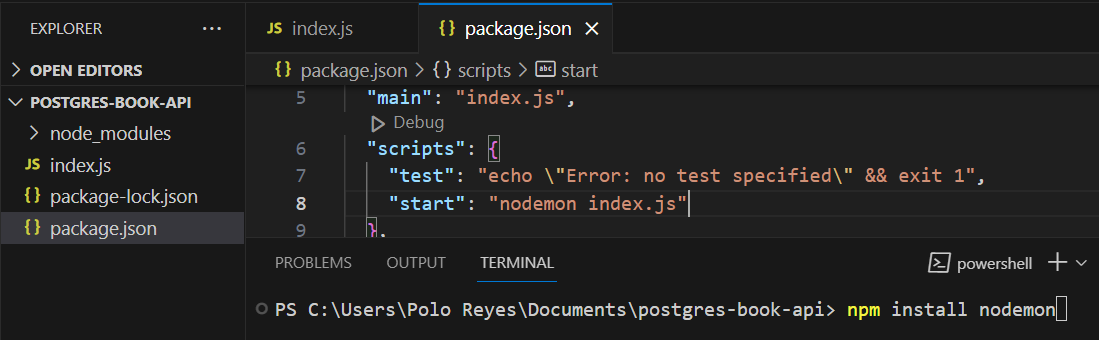 EXPLORER ···
OPEN EDITORS
POSTGRES-BOOK-API
node_modules
JS index.js
{} package-lock.json
{} package.json
JS index.js
{} package.json ×
{} package.json > {} scripts > abc start
5 "main": "index.js",
Debug
6 "scripts": {
7 "test": "echo \"Error: no test specified\" && exit 1",
8 "start": "nodemon index.js"
9 },
PROBLEMS OUTPUT TERMINAL powershell
PS C:\Users\Polo Reyes\Documents\postgres-book-api> npm install nodemon